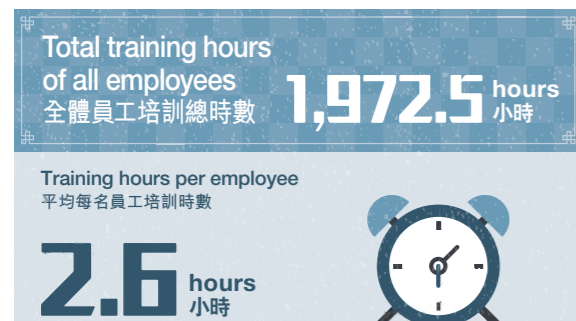 Total training hours
of all employees
全體員工培訓總時數
1,972.5 hours
小時
Training hours per employee
平均每名員工培訓時數
2.6 hours
小時